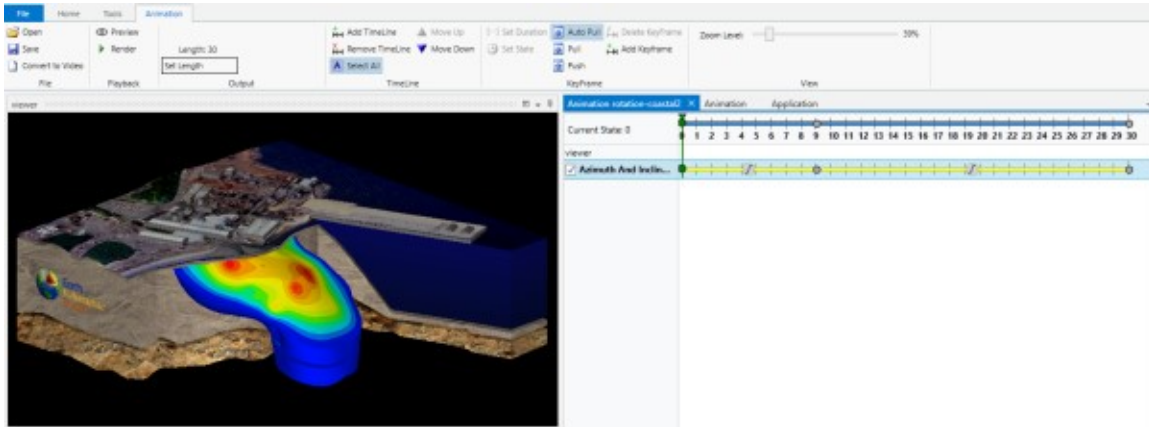 File Home Tools Animation
Open Preview Add TimeLine Move Up Set Duration Auto Pull Delete Keyframe Zoom Level: 39%
Save Render Length: 30 Remove TimeLine Move Down Set State Pull Add Keyframe
Convert to Video Set Length Select All Push
File Playback Output TimeLine KeyFrame View
viewer Animation rotation-coastal2 Animation Application
Current State: 0
0 1 2 3 4 5 6 7 8 9 10 11 12 13 14 15 16 17 18 19 20 21 22 23 24 25 26 27 28 29 30
viewer
Azimuth And Inclin...
Earth